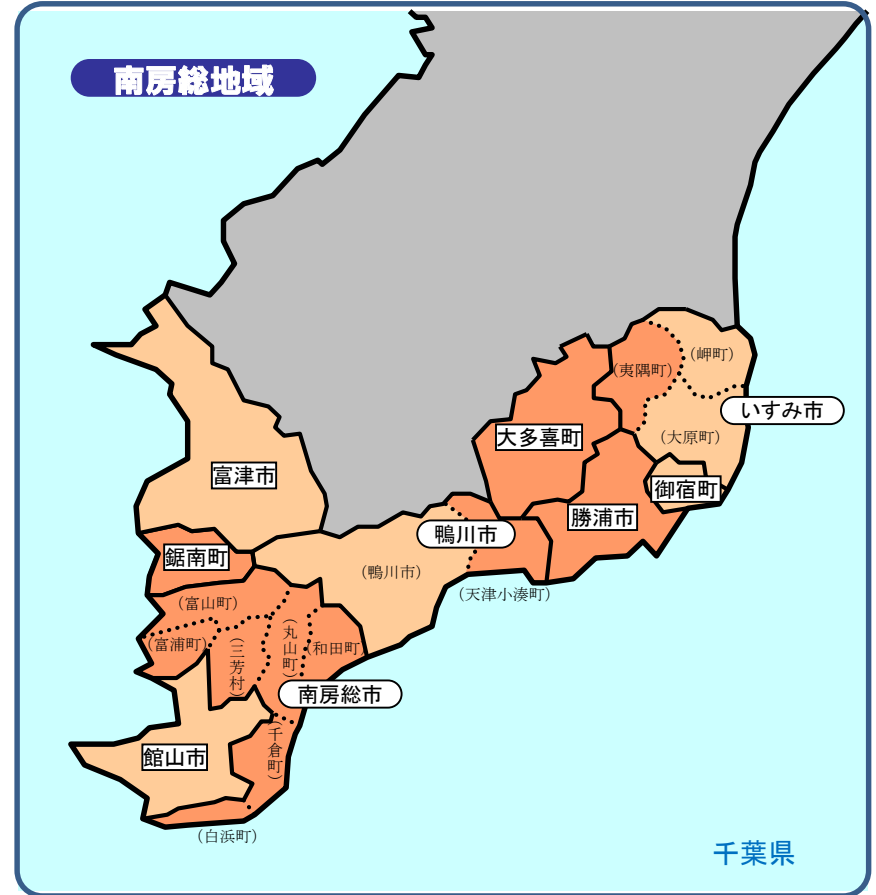 南房総地域
(岬町)
(夷隅町)
いすみ市
(大原町)
大多喜町
富津市
御宿町
勝浦市
鴨川市
鋸南町
(鴨川市)
(天津小湊町)
(富山町)
(富浦町)
(三芳村)
(丸山町)
(和田町)
南房総市
(千倉町)
館山市
(白浜町)
千葉県